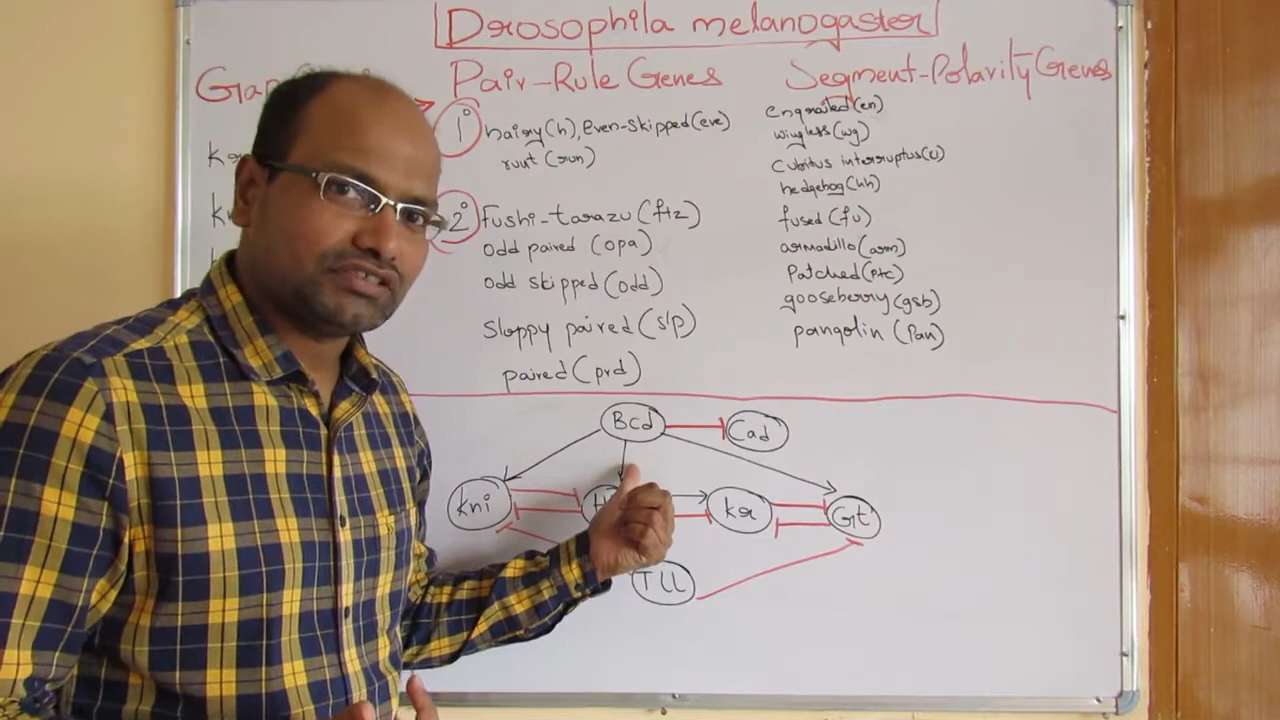 Drosophila melanogaster
Pair-Rule Genes
1° hairy(h), Even-Skipped(eve)
runt (run)
2° fushi-tarazu (ftz)
odd paired (opa)
odd skipped (odd)
sloppy paired (slp)
paired (prd)
Segment-Polarity Genes
engrailed (en)
wingless (wg)
Cubitus interruptus(c)
hedgehog (hh)
fused (fu)
armadillo (arm)
Patched (ptc)
gooseberry (gsb)
pangolin (Pan)
Bcd
Cad
kni
kr
Gt
TLL